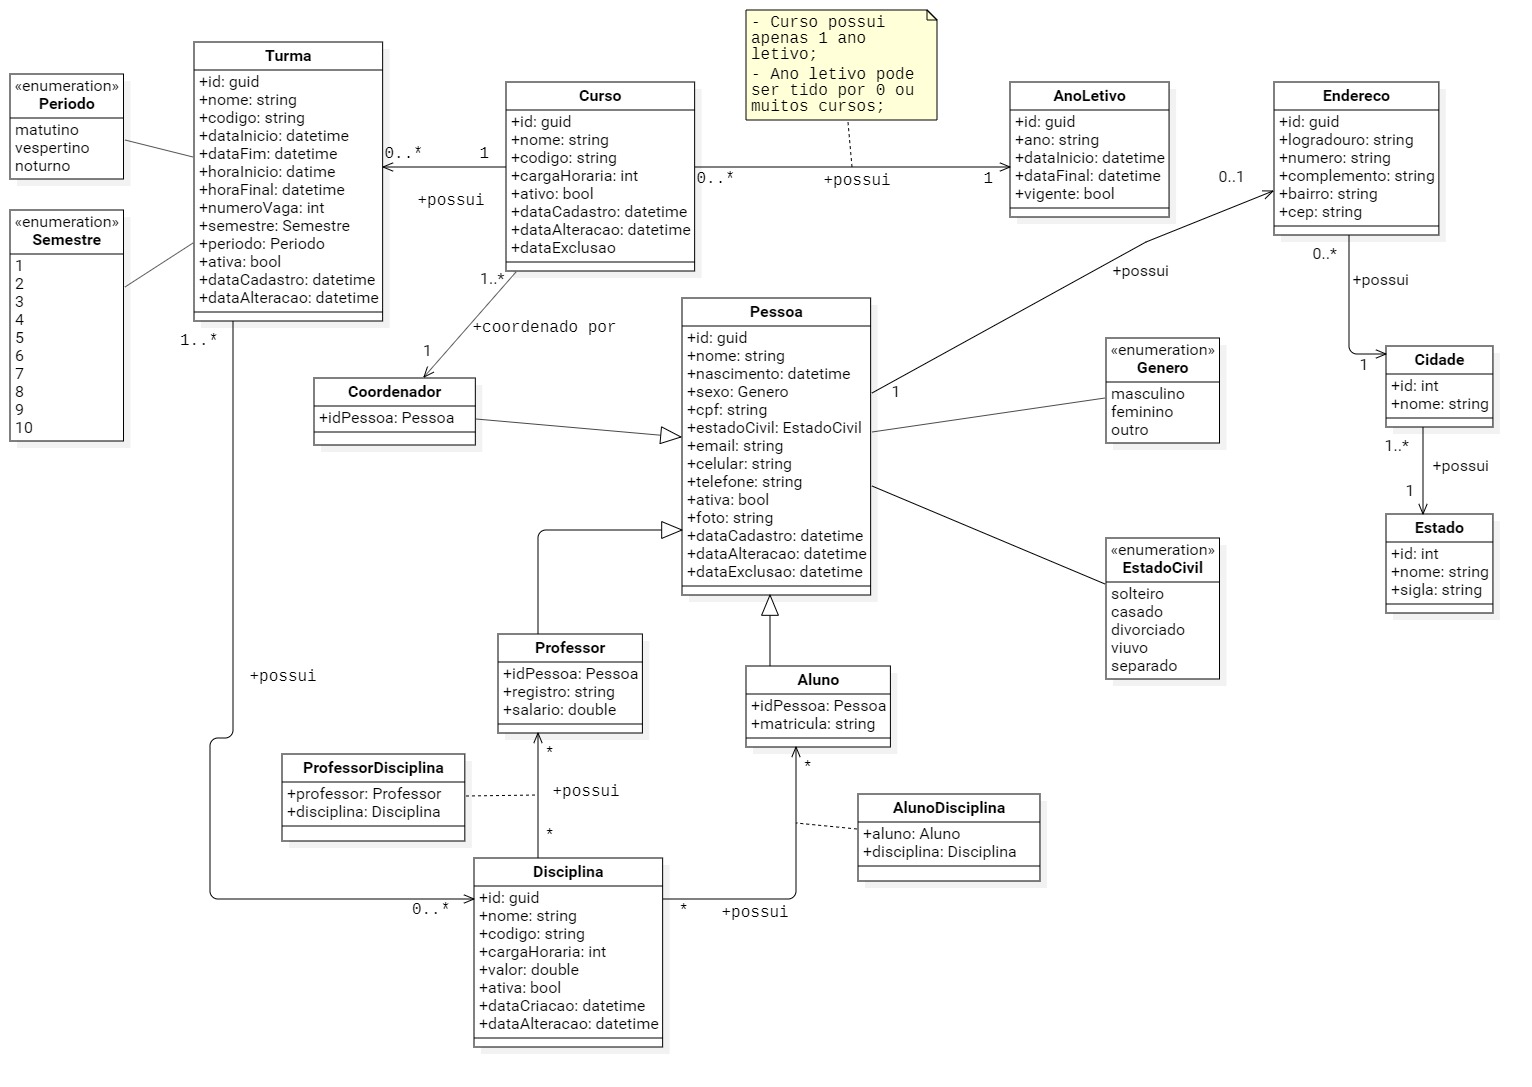 «enumeration»
Periodo
matutino
vespertino
noturno
«enumeration»
Semestre
1
2
3
4
5
6
7
8
9
10
Turma
+id: guid
+nome: string
+codigo: string
+dataInicio: datetime
+dataFim: datetime
+horaInicio: datime
+horaFinal: datetime
+numeroVaga: int
+semestre: Semestre
+periodo: Periodo
+ativa: bool
+dataCadastro: datetime
+dataAlteracao: datetime
0..*
1
+possui
Curso
+id: guid
+nome: string
+codigo: string
+cargaHoraria: int
+ativo: bool
+dataCadastro: datetime
+dataAlteracao: datetime
+dataExclusao
- Curso possui
apenas 1 ano
letivo;
- Ano letivo pode
ser tido por 0 ou
muitos cursos;
0..*
+possui
1
AnoLetivo
+id: guid
+ano: string
+dataInicio: datetime
+dataFinal: datetime
+vigente: bool
Endereco
+id: guid
+logradouro: string
+numero: string
+complemento: string
+bairro: string
+cep: string
0..1
+possui
1
0..*
+possui
1
Cidade
+id: int
+nome: string
1..*
+possui
1
Estado
+id: int
+nome: string
+sigla: string
1..*
+coordenado por
1
Coordenador
+idPessoa: Pessoa
Pessoa
+id: guid
+nome: string
+nascimento: datetime
+sexo: Genero
+cpf: string
+estadoCivil: EstadoCivil
+email: string
+celular: string
+telefone: string
+ativa: bool
+foto: string
+dataCadastro: datetime
+dataAlteracao: datetime
+dataExclusao: datetime
«enumeration»
Genero
masculino
feminino
outro
«enumeration»
EstadoCivil
solteiro
casado
divorciado
viuvo
separado
1..*
+possui
0..*
Professor
+idPessoa: Pessoa
+registro: string
+salario: double
Aluno
+idPessoa: Pessoa
+matricula: string
*
+possui
*
ProfessorDisciplina
+professor: Professor
+disciplina: Disciplina
*
*
+possui
AlunoDisciplina
+aluno: Aluno
+disciplina: Disciplina
Disciplina
+id: guid
+nome: string
+codigo: string
+cargaHoraria: int
+valor: double
+ativa: bool
+dataCriacao: datetime
+dataAlteracao: datetime